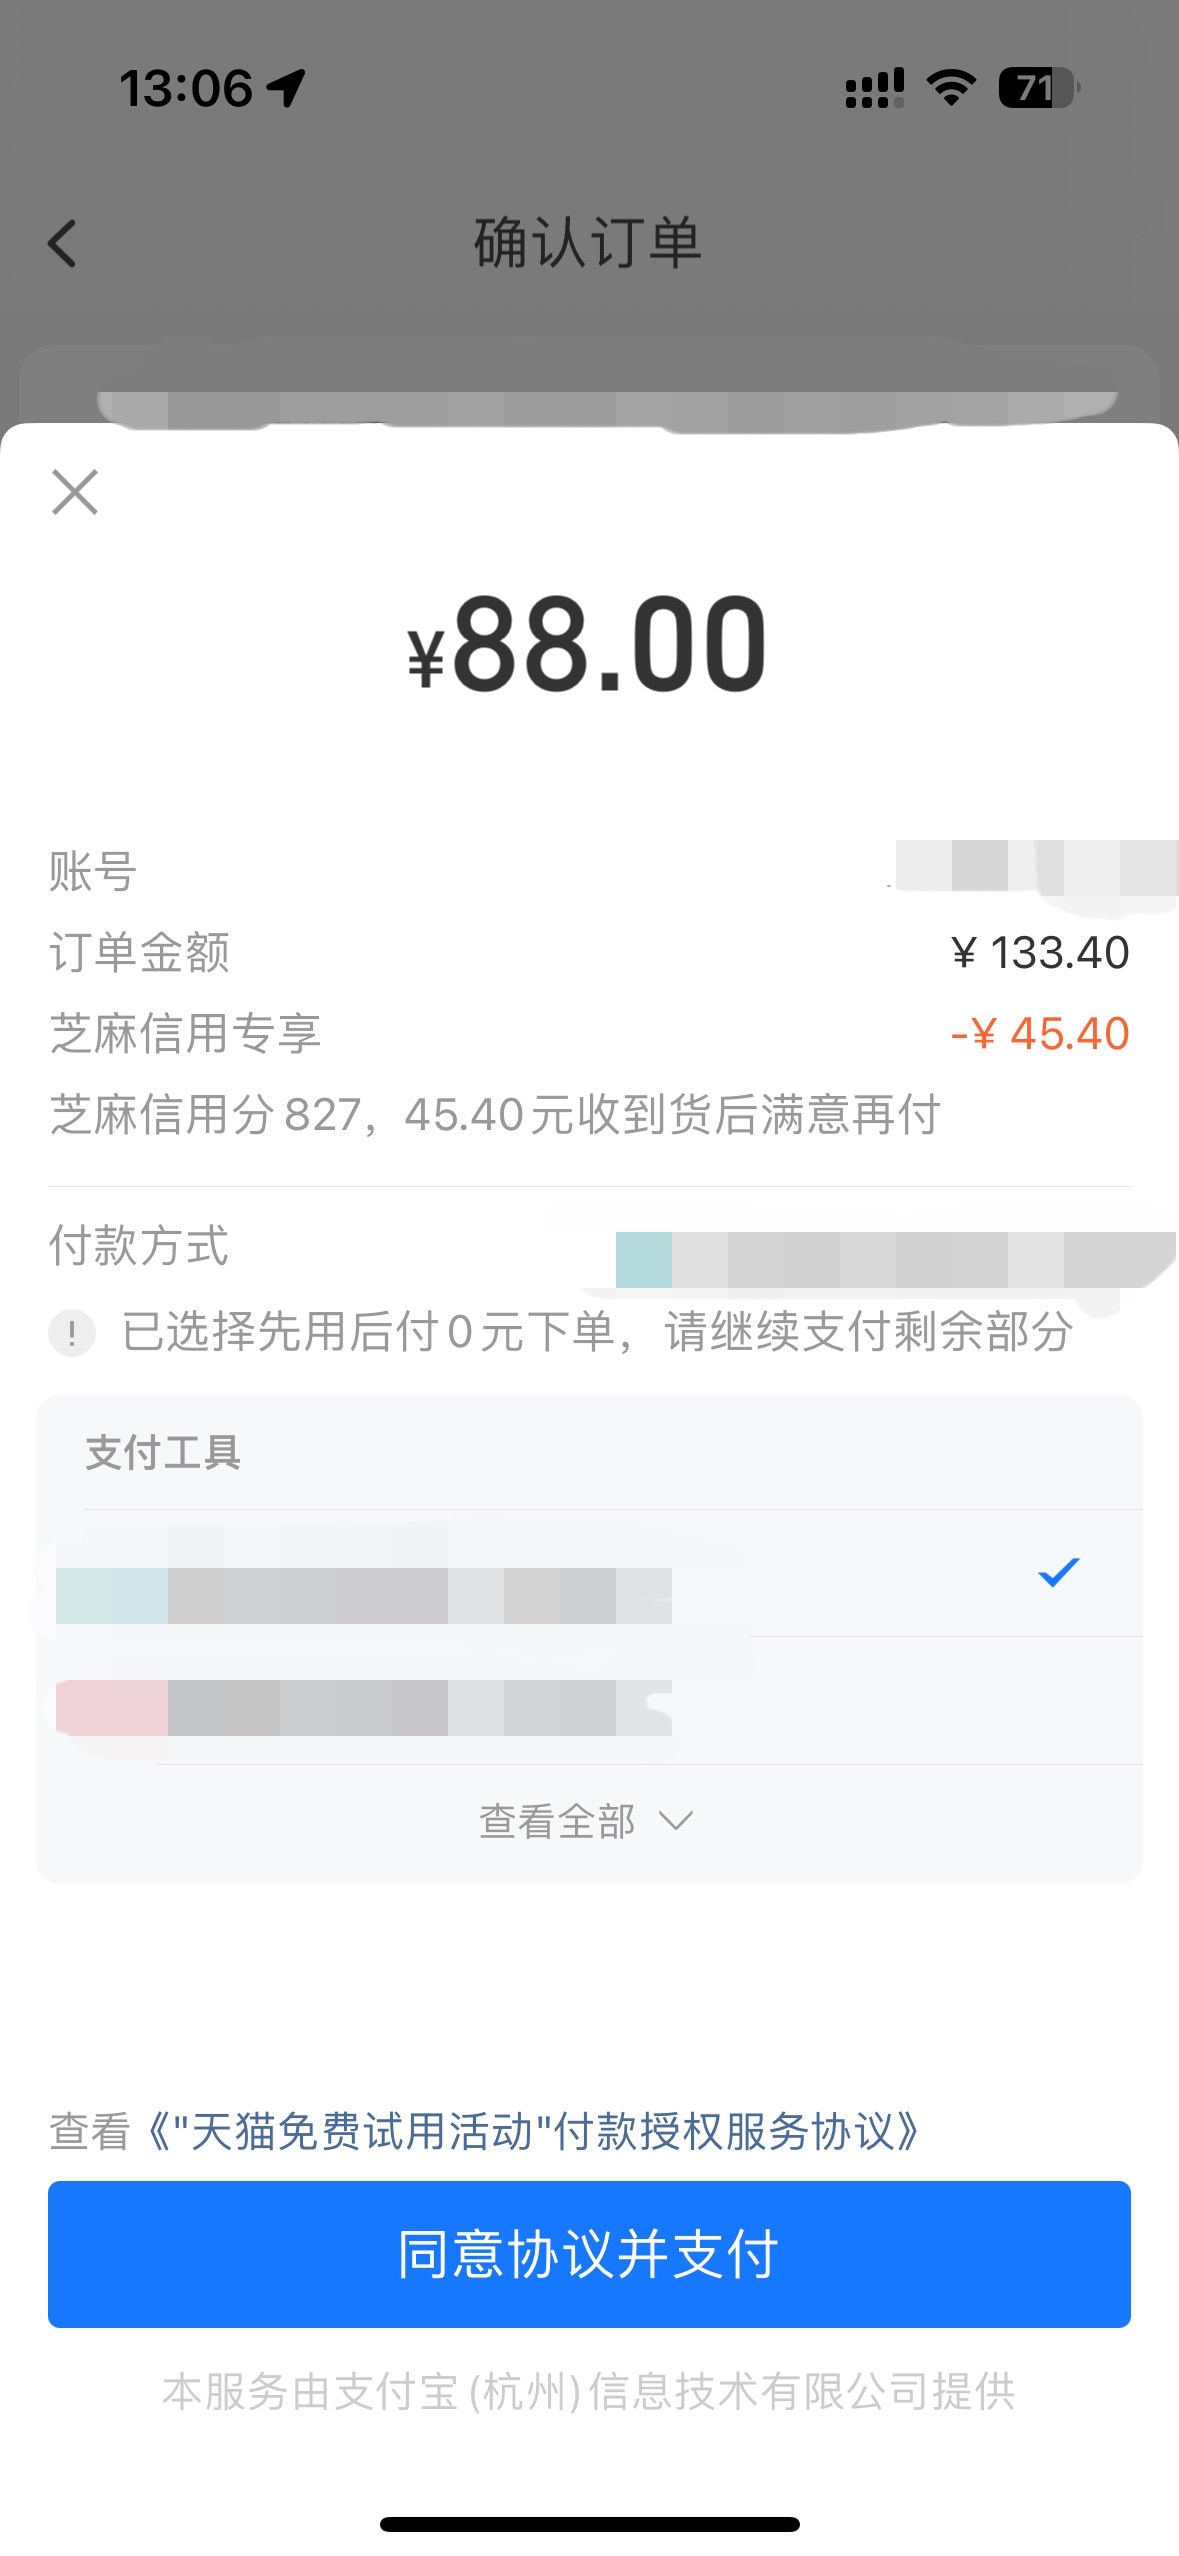 13:06
71
确认订单
¥88.00
账号
订单金额
¥ 133.40
芝麻信用专享
-¥ 45.40
芝麻信用分827，45.40元收到货后满意再付
付款方式
已选择先用后付0元下单，请继续支付剩余部分
支付工具
查看全部
查看《"天猫免费试用活动"付款授权服务协议》
同意协议并支付
本服务由支付宝(杭州)信息技术有限公司提供